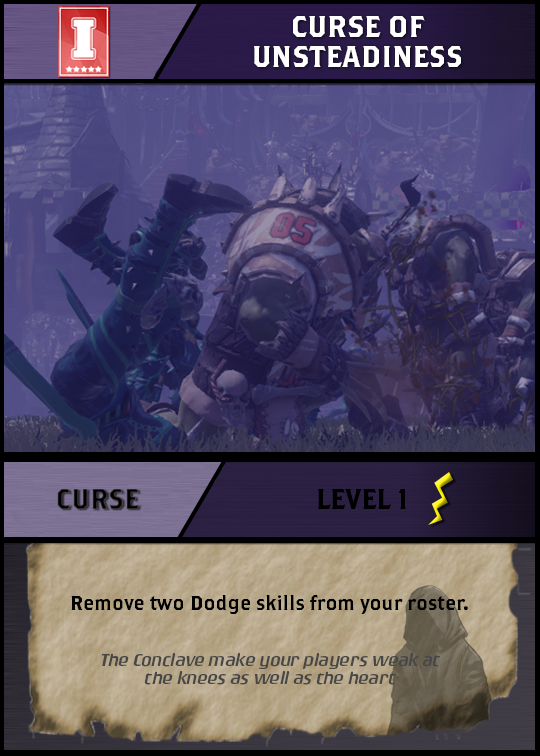 I
CURSE OF
UNSTEADINESS
05
CURSE
LEVEL 1
Remove two Dodge skills from your roster.
The Conclave make your players weak at
the knees as well as the heart